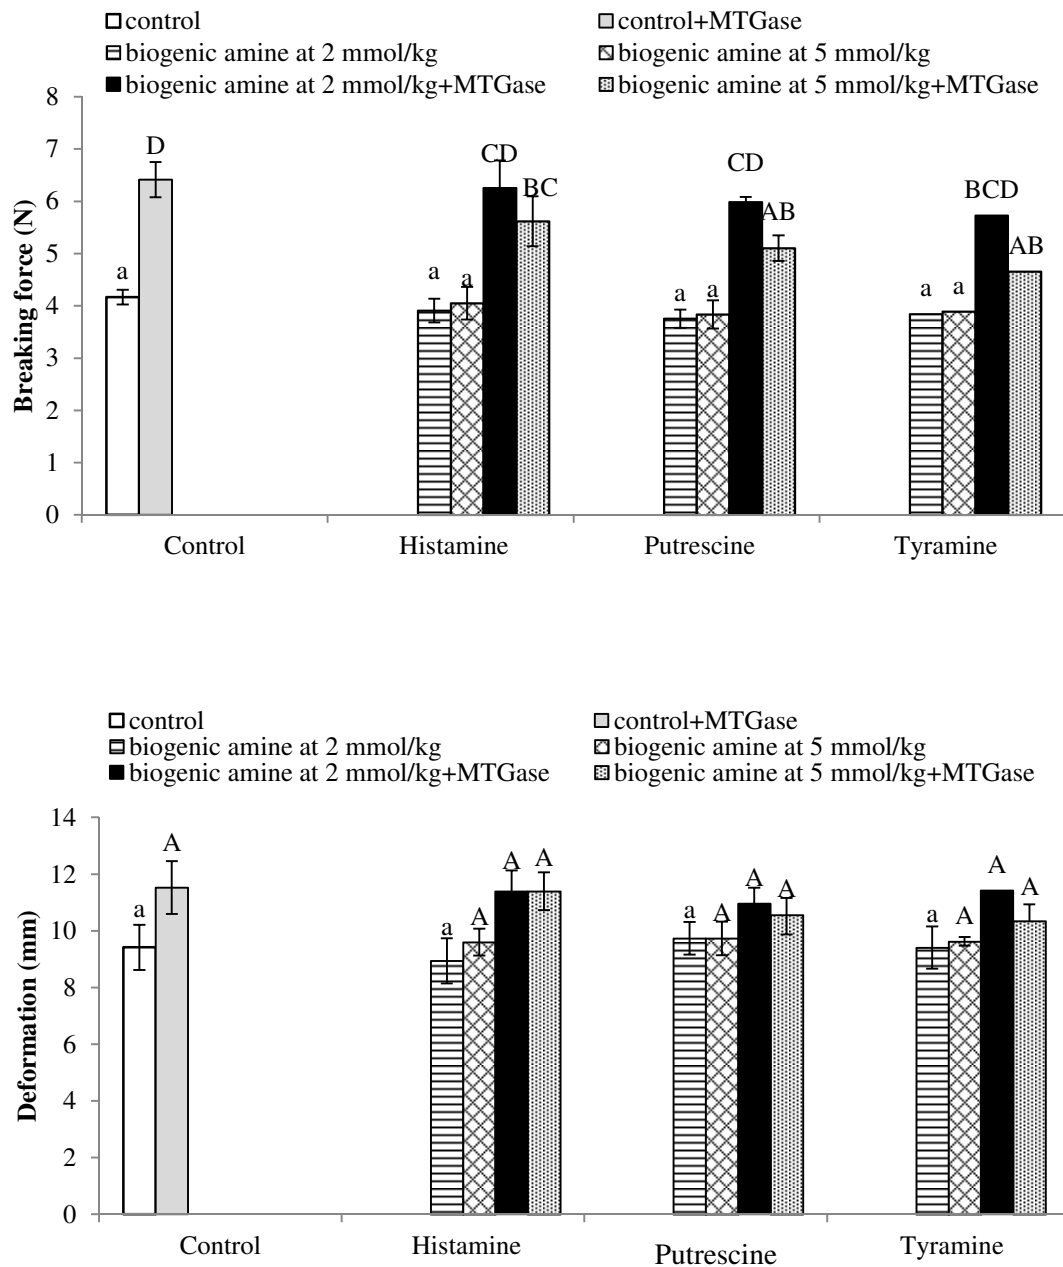 control control+MTGase
biogenic amine at 2 mmol/kg biogenic amine at 5 mmol/kg
biogenic amine at 2 mmol/kg+MTGase biogenic amine at 5 mmol/kg+MTGase
Breaking force (N)
8
7
6
5
4
3
2
1
0
a D a a CD BC a a CD AB a a BCD AB
Control Histamine Putrescine Tyramine
control control+MTGase
biogenic amine at 2 mmol/kg biogenic amine at 5 mmol/kg
biogenic amine at 2 mmol/kg+MTGase biogenic amine at 5 mmol/kg+MTGase
Deformation (mm)
14
12
10
8
6
4
2
0
a A a A A A a A A A a A A A
Control Histamine Putrescine Tyramine